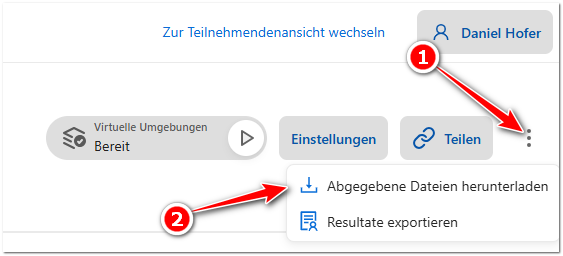 Zur Teilnehmendenansicht wechseln
Daniel Hofer
1
Virtuelle Umgebungen
Bereit
Einstellungen
Teilen
Abgegebene Dateien herunterladen
2
Resultate exportieren